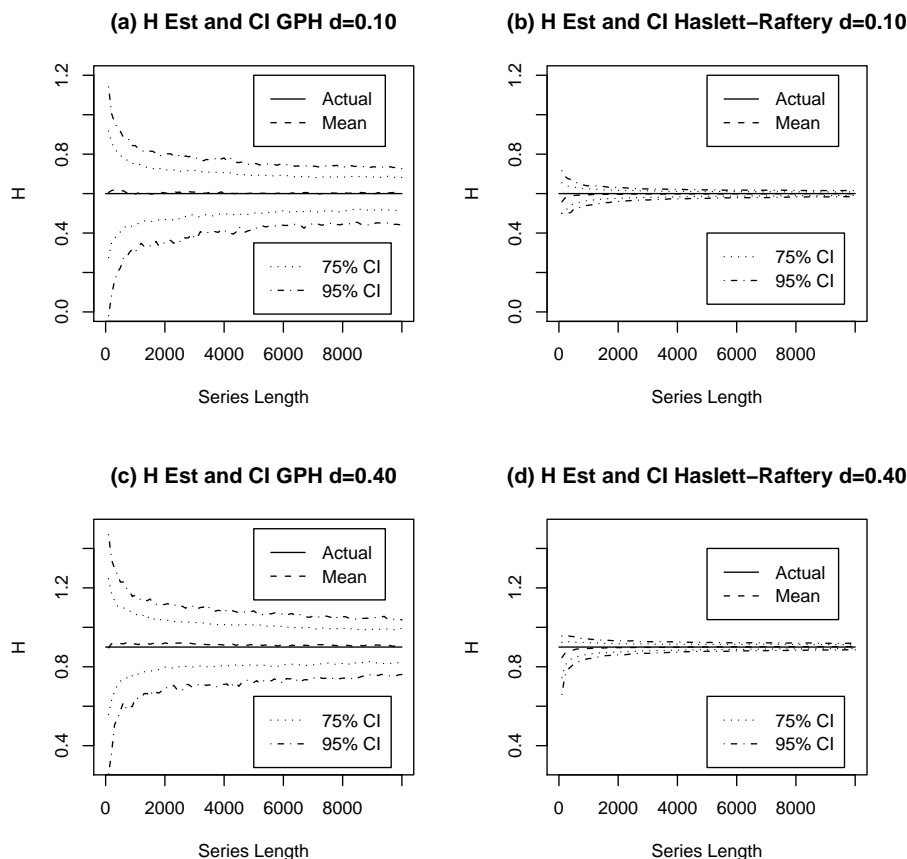 (a) H Est and CI GPH d=0.10
H
0.0
0.4
0.8
1.2
Actual
Mean
75% CI
95% CI
0
2000
4000
6000
8000
Series Length
(b) H Est and CI Haslett−Raftery d=0.10
H
0.0
0.4
0.8
1.2
Actual
Mean
75% CI
95% CI
0
2000
4000
6000
8000
Series Length
(c) H Est and CI GPH d=0.40
H
0.4
0.8
1.2
Actual
Mean
75% CI
95% CI
0
2000
4000
6000
8000
Series Length
(d) H Est and CI Haslett−Raftery d=0.40
H
0.4
0.8
1.2
Actual
Mean
75% CI
95% CI
0
2000
4000
6000
8000
Series Length